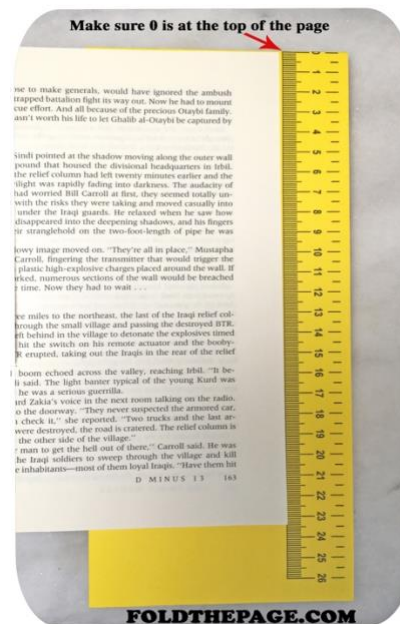 Make sure 0 is at the top of the page
0
1
2
3
4
5
6
7
8
9
10
11
12
13
14
15
16
17
18
19
20
21
22
23
24
25
26
se to make generals, would have ignored the ambush
trapped battalion fight its way out. Now he had to mount
cue effort. And all because of the precious Otaybi family.
asn't worth his life to let Ghalib al-Otaybi be captured by
Sindi pointed at the shadow moving along the outer wall
pound that housed the divisional headquarters in Irbil.
the relief column had left twenty minutes earlier and the
ilight was rapidly fading into darkness. The audacity of
had worried Bill Carroll at first, they seemed totally un-
with the risks they were taking and moved casually into
under the Iraqi guards. He relaxed when he saw how
disappeared into the deepening shadows, and his fingers
ir stranglehold on the two-foot-length of pipe he was
lowy image moved on. "They're all in place," Mustapha
Carroll, fingering the transmitter that would trigger the
plastic high-explosive charges placed around the wall. If
rked, numerous sections of the wall would be breached
time. Now they had to wait . . .
ve miles to the northeast, the last of the Iraqi relief col-
hrough the small village and passing the destroyed BTR.
eft behind in the village to detonate the explosives timed
hit the switch on his remote actuator and the booby-
R erupted, taking out the Iraqis in the rear of the relief
boom echoed across the valley, reaching Irbil. "It be-
li said. The light banter typical of the young Kurd was
he was a serious guerrilla.
ard Zakia's voice in the next room talking on the radio.
o the doorway. "They never suspected the armored car,
check it," she reported, "Two trucks and the last ar-
were destroyed, the road is cratered. The relief column is
the other side of the village."
man to get the hell out of there," Carroll said. He was
he Iraqi soldiers to sweep through the village and kill
e inhabitants—most of them loyal Iraqis. "Have them hit
D MINUS 13 163
FOLDTHEPAGE.COM